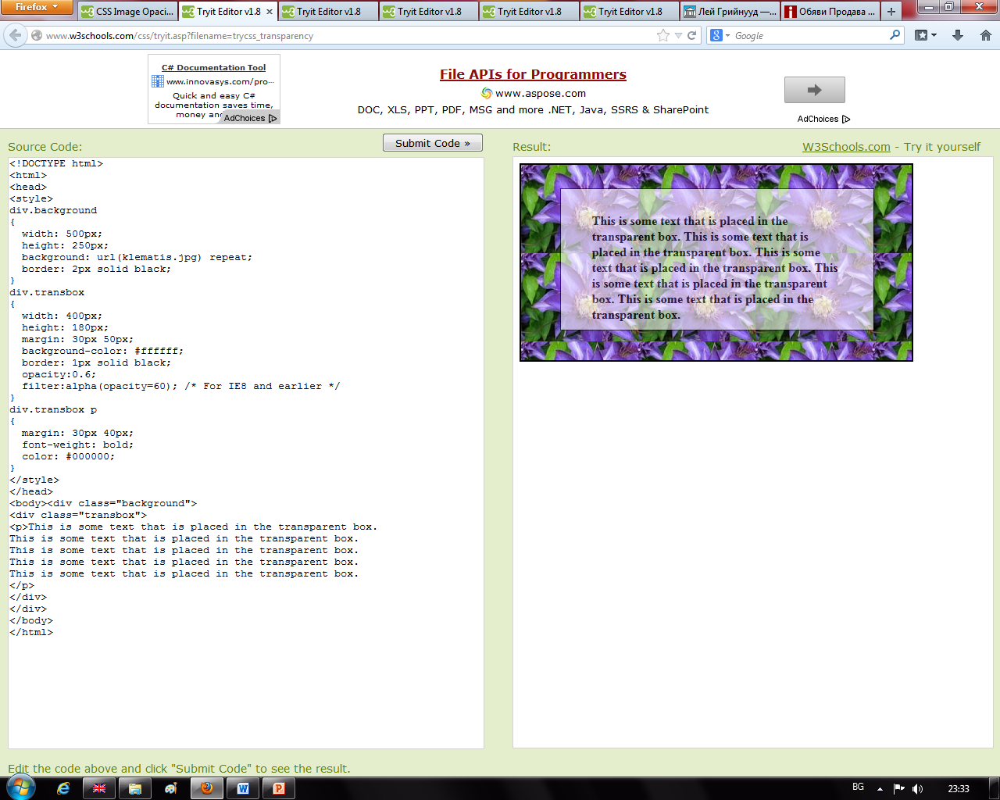 Firefox
CSS Image Opaci...
Tryit Editor v1.8
Tryit Editor v1.8
Tryit Editor v1.8
Tryit Editor v1.8
Tryit Editor v1.8
Лей Грийнууд —...
Обяви Продава ...
www.w3schools.com/css/tryit.asp?filename=trycss_transparency
Google
C# Documentation Tool
www.innovasys.com/pro...
Quick and easy C#
documentation saves time,
money an
AdChoices
File APIs for Programmers
www.aspose.com
DOC, XLS, PPT, PDF, MSG and more .NET, Java, SSRS & SharePoint
AdChoices
Source Code:
Submit Code »
Result:
W3Schools.com - Try it yourself
<!DOCTYPE html>
<html>
<head>
<style>
div.background
{
  width: 500px;
  height: 250px;
  background: url(klematis.jpg) repeat;
  border: 2px solid black;
}
div.transbox
{
  width: 400px;
  height: 180px;
  margin: 30px 50px;
  background-color: #ffffff;
  border: 1px solid black;
  opacity:0.6;
  filter:alpha(opacity=60); /* For IE8 and earlier */
}
div.transbox p
{
  margin: 30px 40px;
  font-weight: bold;
  color: #000000;
}
</style>
</head>
<body><div class="background">
<div class="transbox">
<p>This is some text that is placed in the transparent box.
This is some text that is placed in the transparent box.
This is some text that is placed in the transparent box.
This is some text that is placed in the transparent box.
This is some text that is placed in the transparent box.
</p>
</div>
</div>
</body>
</html>
This is some text that is placed in the
transparent box. This is some text that is
placed in the transparent box. This is some
text that is placed in the transparent box. This
is some text that is placed in the transparent
box. This is some text that is placed in the
transparent box.
Edit the code above and click "Submit Code" to see the result.
BG
23:33